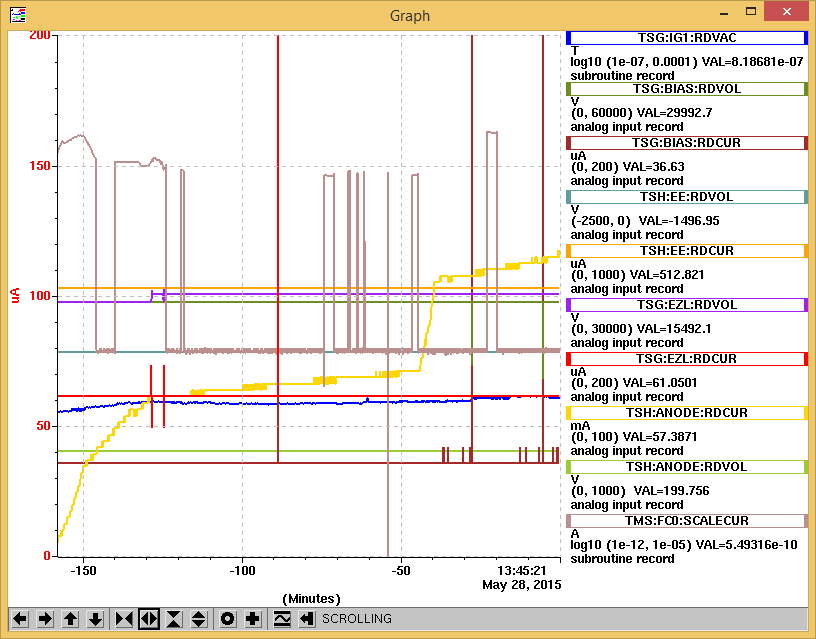 Graph
200
150
100
50
0
uA
-150
-100
-50
13:45:21
May 28, 2015
(Minutes)
TSG:IG1:RDVAC
T
log10 (1e-07, 0.0001) VAL=8.18681e-07
subroutine record
TSG:BIAS:RDVOL
V
(0, 60000) VAL=29992.7
analog input record
TSG:BIAS:RDCUR
uA
(0, 200) VAL=36.63
analog input record
TSH:EE:RDVOL
V
(-2500, 0) VAL=-1496.95
analog input record
TSH:EE:RDCUR
uA
(0, 1000) VAL=512.821
analog input record
TSG:EZL:RDVOL
V
(0, 30000) VAL=15492.1
analog input record
TSG:EZL:RDCUR
uA
(0, 200) VAL=61.0501
analog input record
TSH:ANODE:RDCUR
mA
(0, 100) VAL=57.3871
analog input record
TSH:ANODE:RDVOL
V
(0, 1000) VAL=199.756
analog input record
TMS:FC0:SCALECUR
A
log10 (1e-12, 1e-05) VAL=5.49316e-10
subroutine record
SCROLLING